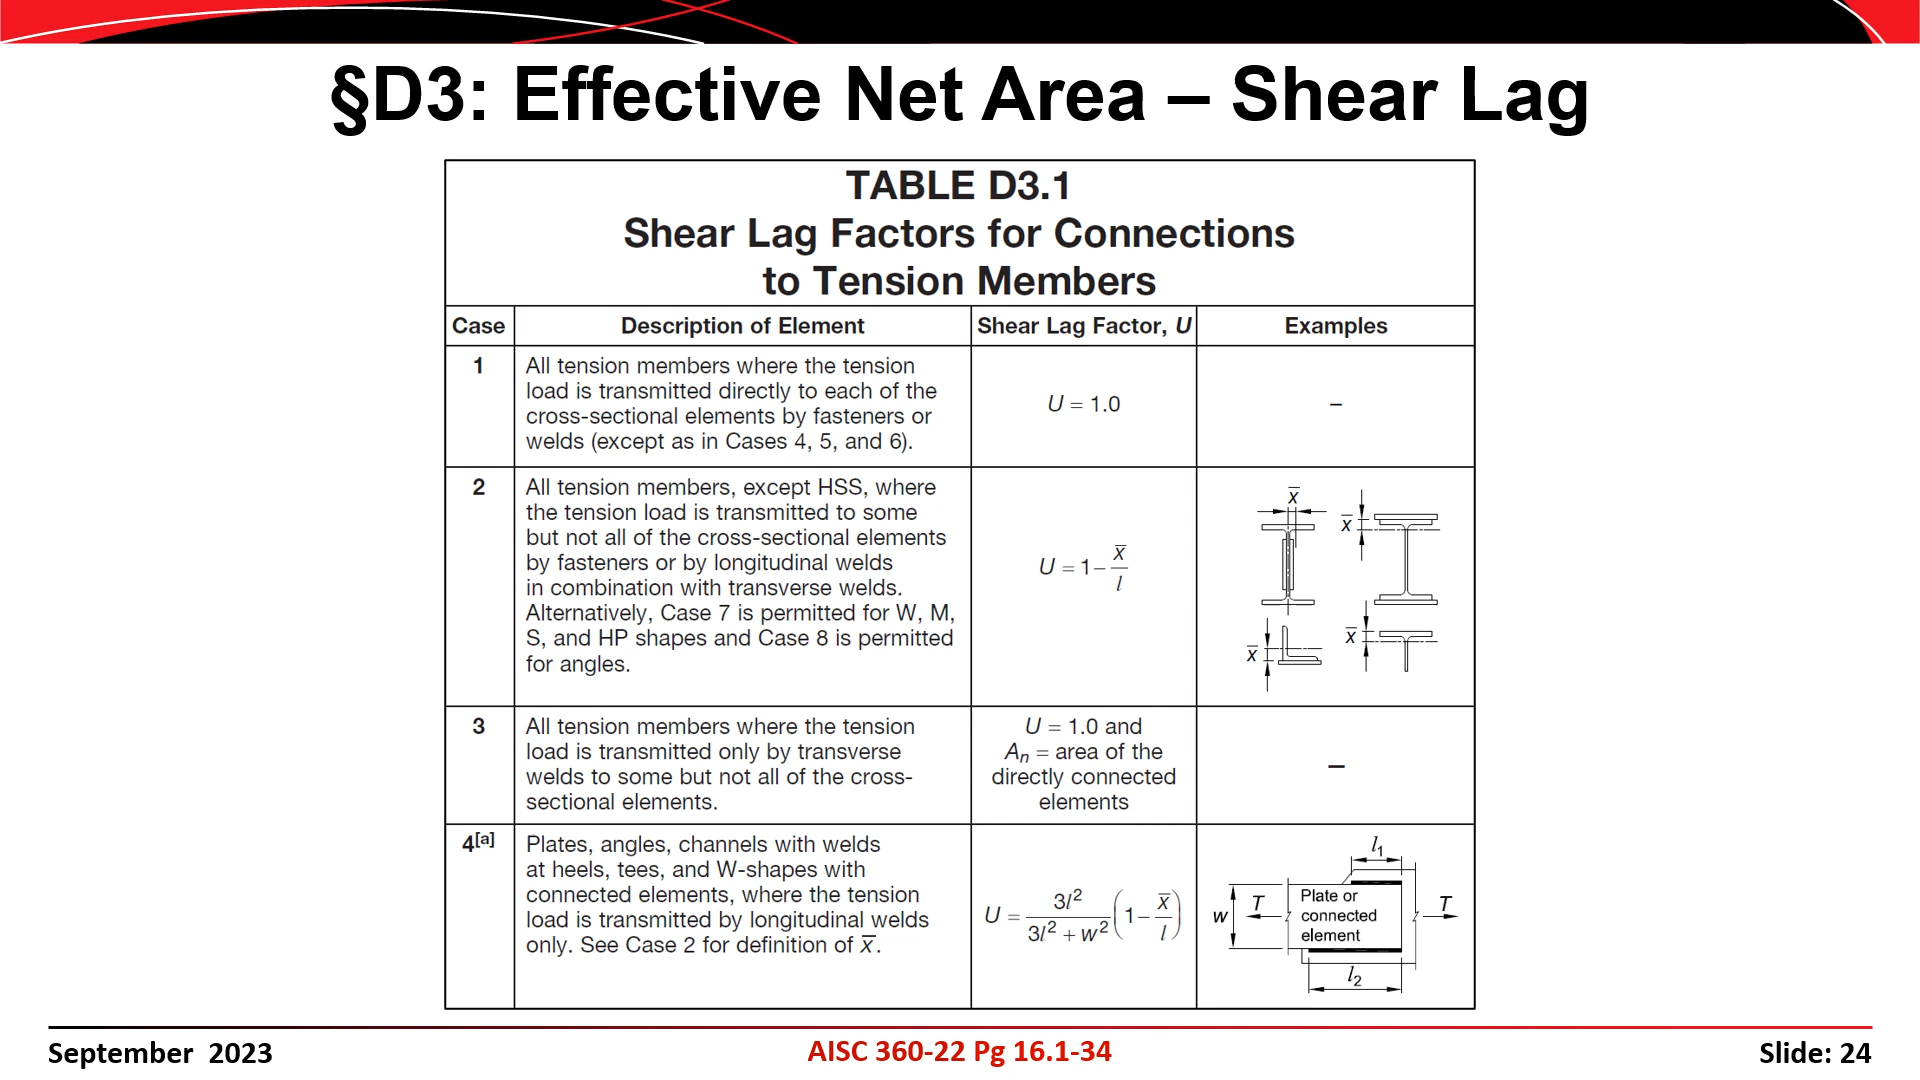 §D3: Effective Net Area – Shear Lag
TABLE D3.1
Shear Lag Factors for Connections
to Tension Members
Case
Description of Element
Shear Lag Factor, U
Examples
1
All tension members where the tension
load is transmitted directly to each of the
cross-sectional elements by fasteners or
welds (except as in Cases 4, 5, and 6).
U = 1.0
–
2
All tension members, except HSS, where
the tension load is transmitted to some
but not all of the cross-sectional elements
by fasteners or by longitudinal welds
in combination with transverse welds.
Alternatively, Case 7 is permitted for W, M,
S, and HP shapes and Case 8 is permitted
for angles.
U = 1 − x̅/l
x̅
x̅
x̅
x̅
3
All tension members where the tension
load is transmitted only by transverse
welds to some but not all of the cross-
sectional elements.
U = 1.0 and
Aₙ = area of the
directly connected
elements
–
4[a]
Plates, angles, channels with welds
at heels, tees, and W-shapes with
connected elements, where the tension
load is transmitted by longitudinal welds
only. See Case 2 for definition of x̅.
U = 3l²/(3l² + w²) (1 − x̅/l)
l₁
w
T
Plate or
connected
element
T
l₂
September 2023
AISC 360-22 Pg 16.1-34
Slide: 24